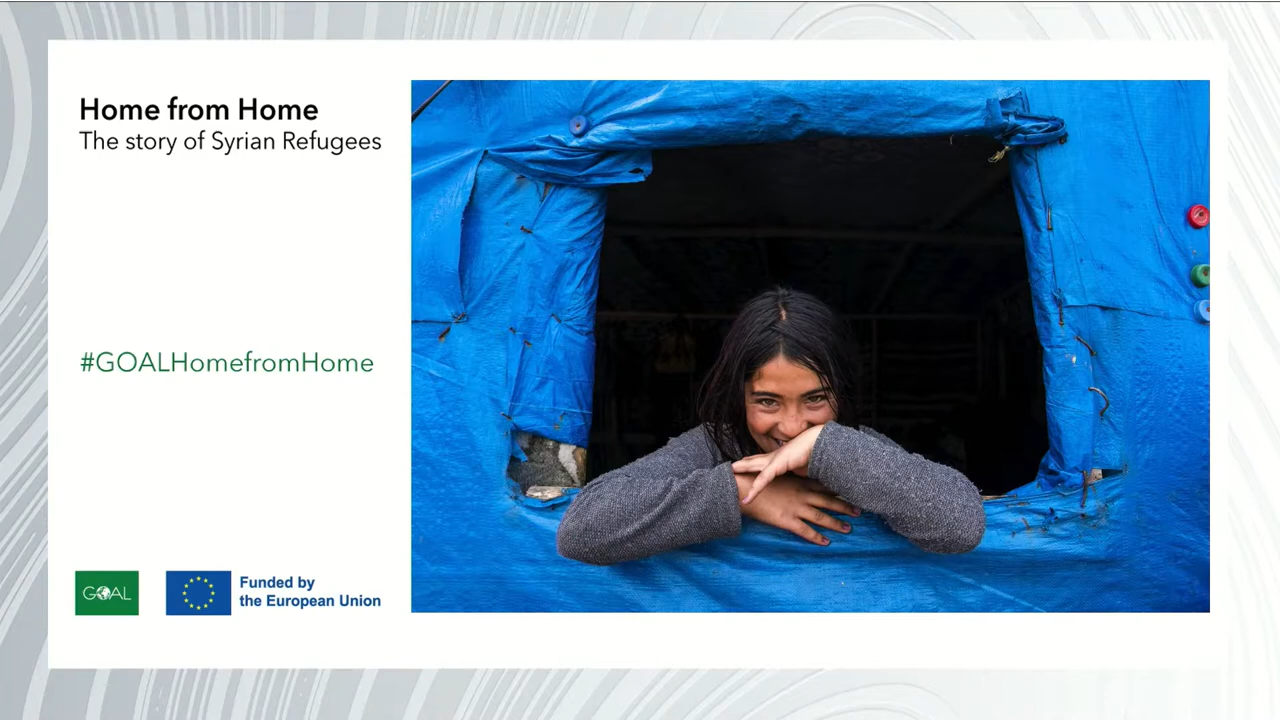 Home from Home
The story of Syrian Refugees
#GOALHomefromHome
GOAL
Funded by
the European Union